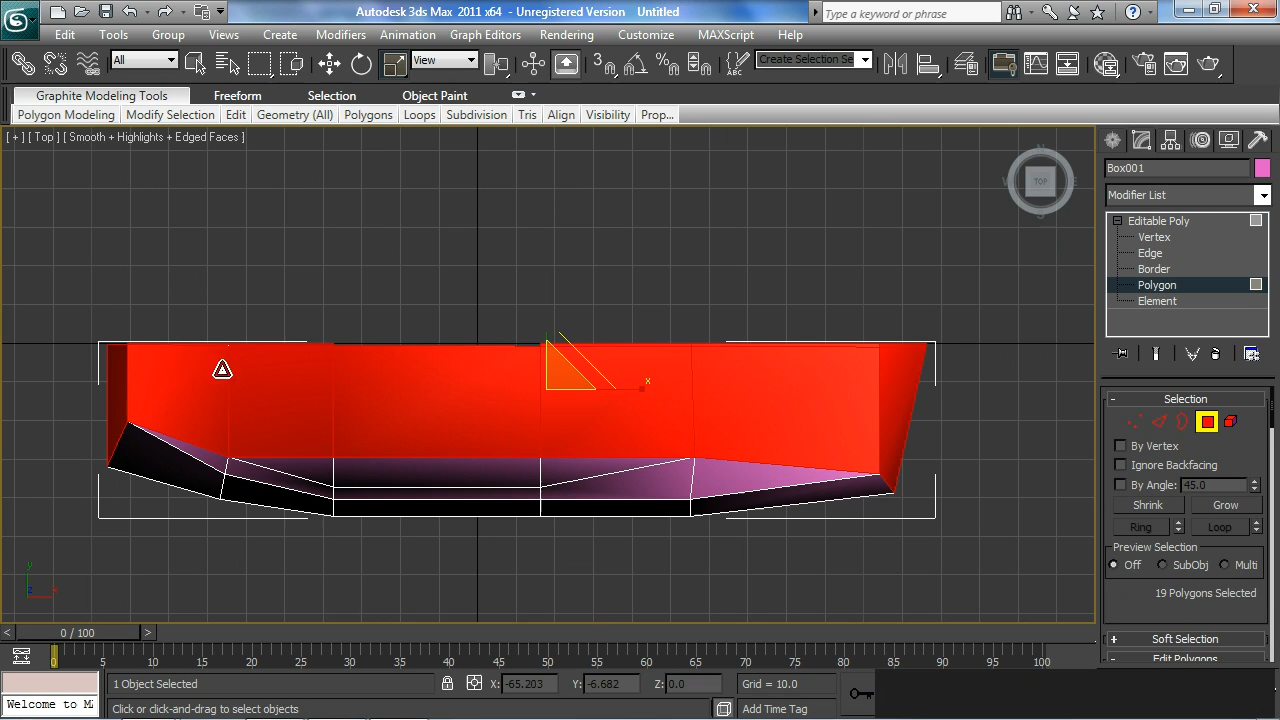 Autodesk 3ds Max 2011 x64 - Unregistered Version Untitled
Type a keyword or phrase
Edit Tools Group Views Create Modifiers Animation Graph Editors Rendering Customize MAXScript Help
All View Create Selection Se
Graphite Modeling Tools Freeform Selection Object Paint
Polygon Modeling Modify Selection Edit Geometry (All) Polygons Loops Subdivision Tris Align Visibility Prop...
[ + ] [ Top ] [ Smooth + Highlights + Edged Faces ]
N
TOP
S
x
y
z
Box001
Modifier List
Editable Poly
Vertex
Edge
Border
Polygon
Element
- Selection
By Vertex
Ignore Backfacing
By Angle: 45.0
Shrink Grow
Ring Loop
Preview Selection
Off SubObj Multi
19 Polygons Selected
+ Soft Selection
- Edit Polygons
< 0 / 100 >
0 5 10 15 20 25 30 35 40 45 50 55 60 65 70 75 80 85 90 95 100
1 Object Selected X: -65.203 Y: -6.682 Z: 0.0 Grid = 10.0
Welcome to MA
Click or click-and-drag to select objects Add Time Tag